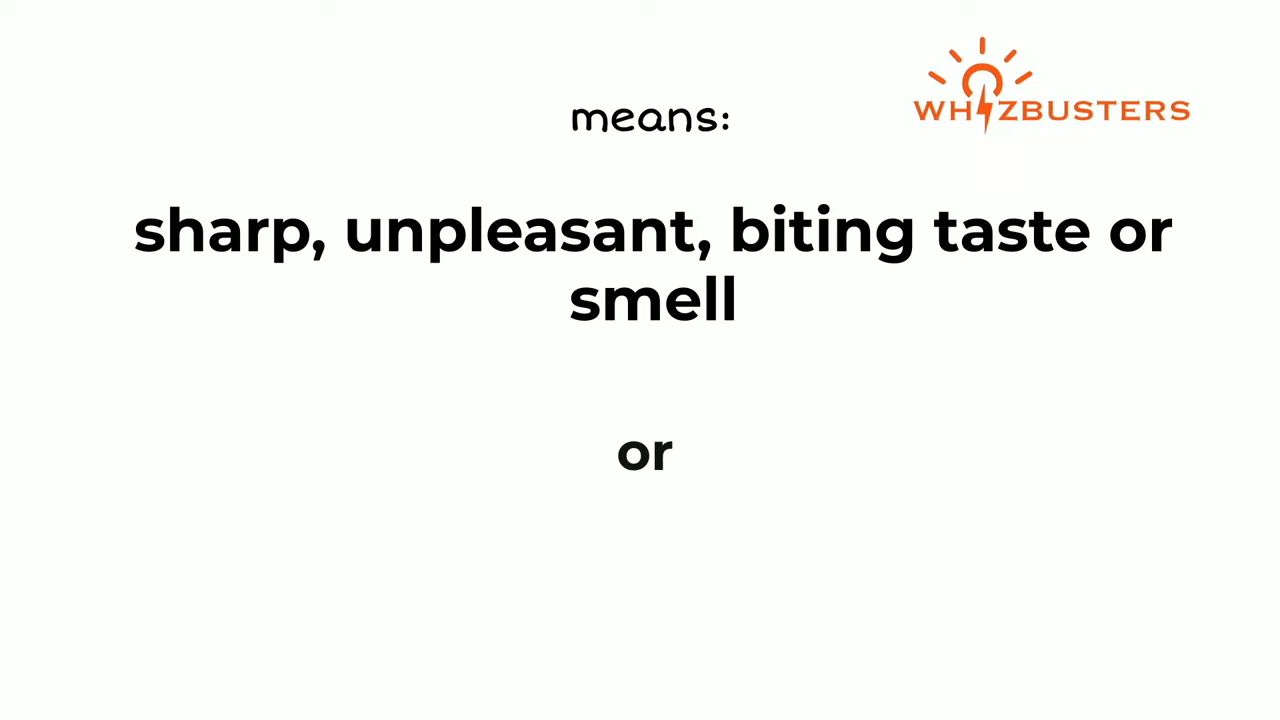 means:
WHIZBUSTERS
sharp, unpleasant, biting taste or
smell
or